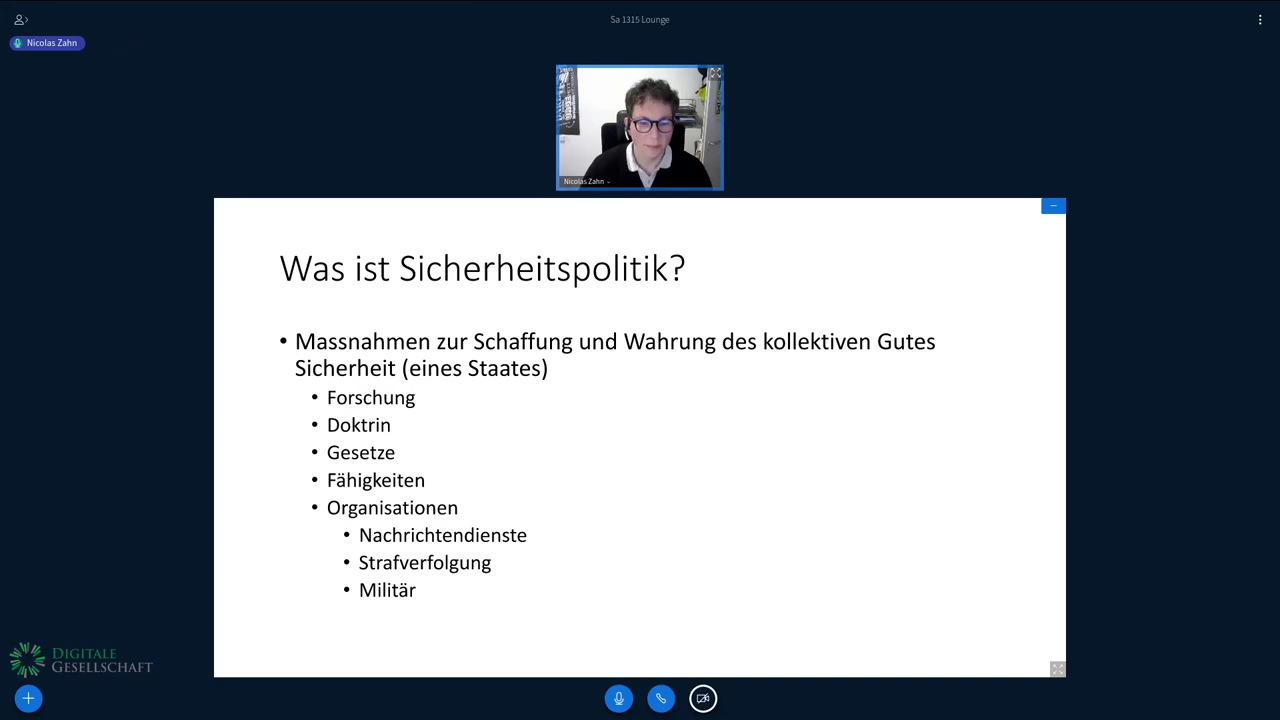 Sa 1315 Lounge
Nicolas Zahn
Nicolas Zahn
Was ist Sicherheitspolitik?
• Massnahmen zur Schaffung und Wahrung des kollektiven Gutes
Sicherheit (eines Staates)
• Forschung
• Doktrin
• Gesetze
• Fähigkeiten
• Organisationen
• Nachrichtendienste
• Strafverfolgung
• Militär
DIGITALE
GESELLSCHAFT